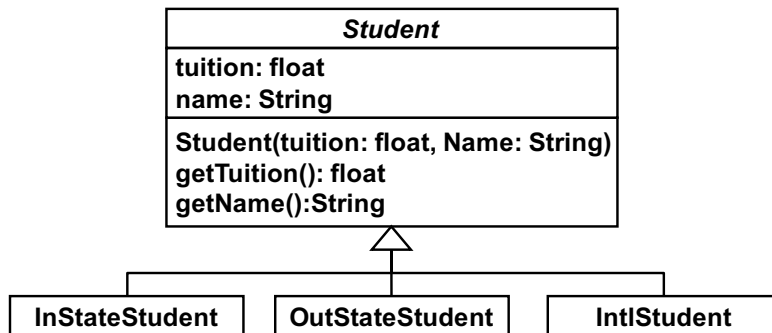 Student
tuition: float
name: String
Student(tuition: float, Name: String)
getTuition(): float
getName():String
InStateStudent
OutStateStudent
IntlStudent